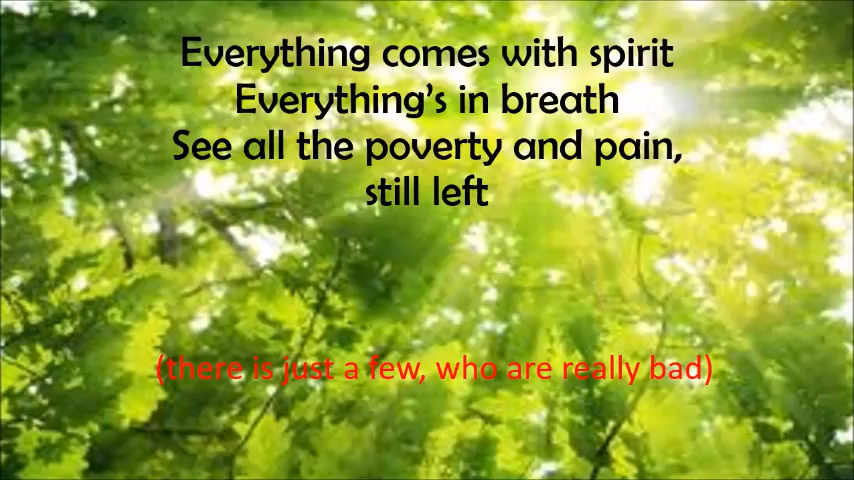 Everything comes with spirit
Everything’s in breath
See all the poverty and pain,
still left
(there is just a few, who are really bad)